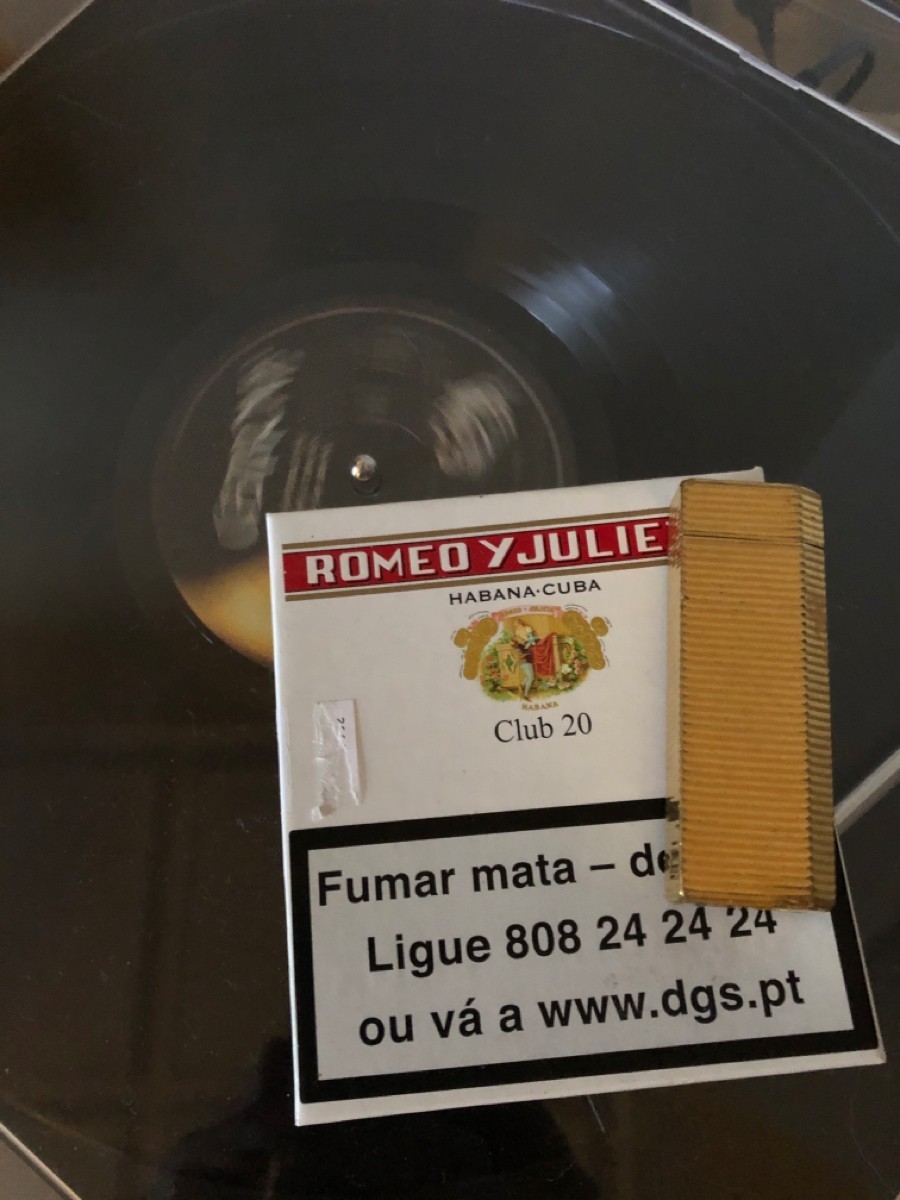 ROMEO Y JULIE
HABANA·CUBA
HABANA
Club 20
Fumar mata – de
Ligue 808 24 24 24
ou vá a www.dgs.pt